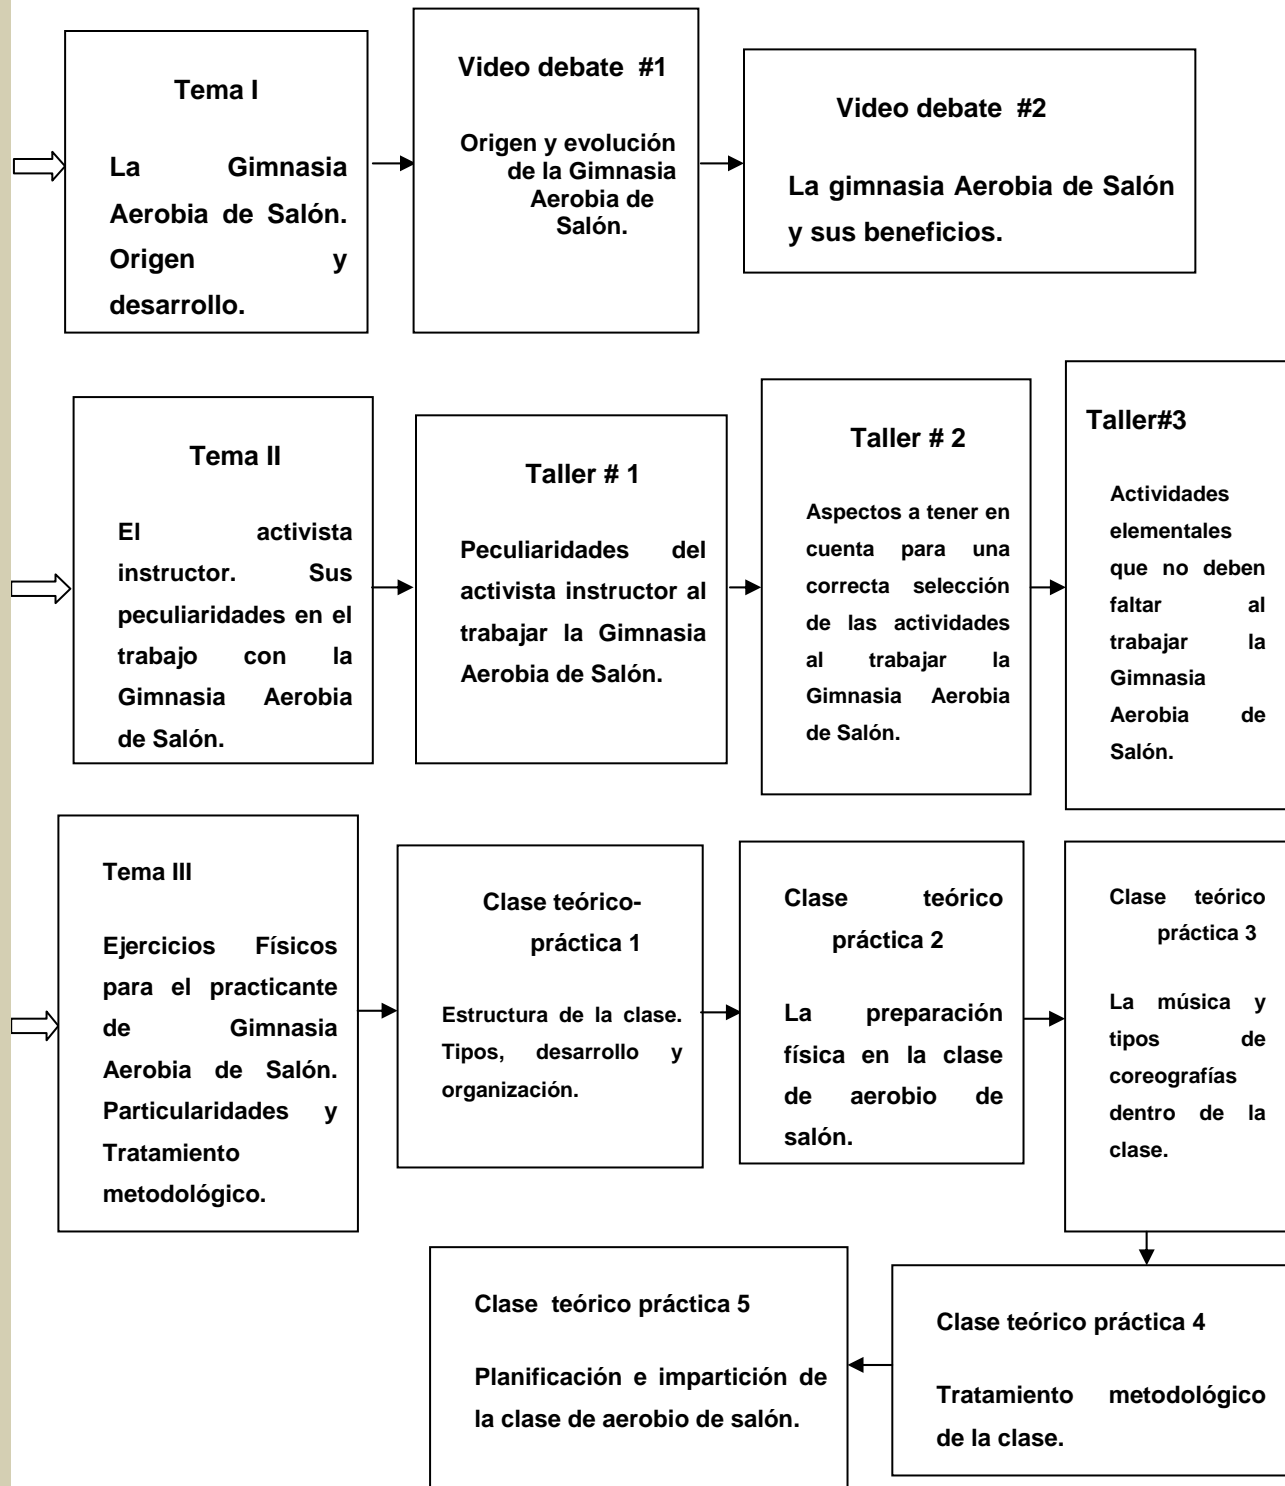 Tema I
La Gimnasia
Aerobia de Salón.
Origen y
desarrollo.
Video debate #1
Origen y evolución
de la Gimnasia
Aerobia de
Salón.
Video debate #2
La gimnasia Aerobia de Salón
y sus beneficios.
Tema II
El activista
instructor. Sus
peculiaridades en el
trabajo con la
Gimnasia Aerobia
de Salón.
Taller # 1
Peculiaridades del
activista instructor al
trabajar la Gimnasia
Aerobia de Salón.
Taller # 2
Aspectos a tener en
cuenta para una
correcta selección
de las actividades
al trabajar la
Gimnasia Aerobia
de Salón.
Taller#3
Actividades
elementales
que no deben
faltar al
trabajar la
Gimnasia
Aerobia de
Salón.
Tema III
Ejercicios Físicos
para el practicante
de Gimnasia
Aerobia de Salón.
Particularidades y
Tratamiento
metodológico.
Clase teórico-
práctica 1
Estructura de la clase.
Tipos, desarrollo y
organización.
Clase teórico
práctica 2
La preparación
física en la clase
de aerobio de
salón.
Clase teórico
práctica 3
La música y
tipos de
coreografías
dentro de la
clase.
Clase teórico práctica 4
Tratamiento metodológico
de la clase.
Clase teórico práctica 5
Planificación e impartición de
la clase de aerobio de salón.